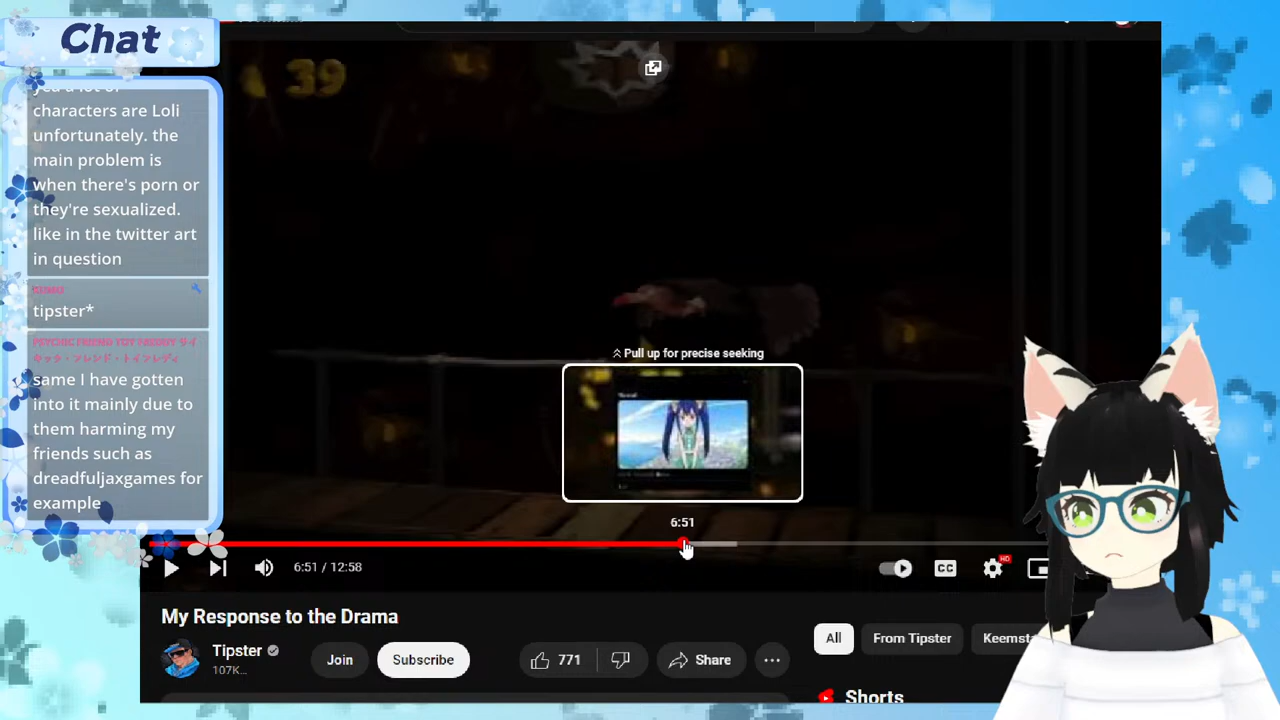 Chat
characters are Loli
unfortunately. the
main problem is
when there's porn or
they're sexualized.
like in the twitter art
in question
tipster*
same I have gotten
into it mainly due to
them harming my
friends such as
dreadfuljaxgames for
example
39
Pull up for precise seeking
6:51
6:51 / 12:58
CC
HD
My Response to the Drama
Tipster
107K...
Join
Subscribe
771
Share
All
From Tipster
Keemsta
Shorts